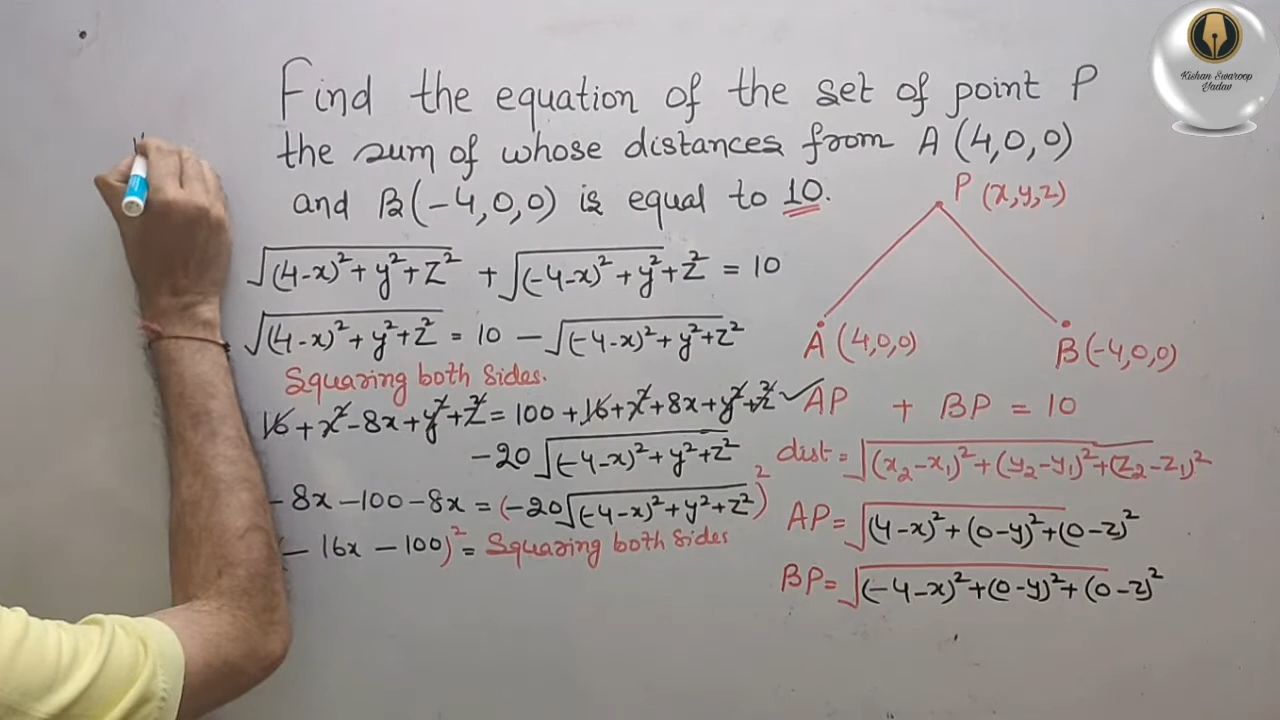 Kishan Swaroop
Yadav
Find the equation of the set of point P
the sum of whose distances from A(4,0,0)
and B(-4,0,0) is equal to 10.
P (x,y,z)
A (4,0,0)
B(-4,0,0)
√(4-x)²+y²+z² + √(-4-x)²+y²+z² = 10
√(4-x)²+y²+z² = 10 - √(-4-x)²+y²+z²
Squaring both sides.
16+x²-8x+y²+z² = 100+16+x²+8x+y²+z²
-20√(-4-x)²+y²+z²
-8x-100-8x = (-20√(-4-x)²+y²+z²)²
(-16x-100)² = Squaring both sides
✓AP + BP = 10
dist = √(x₂-x₁)²+(y₂-y₁)²+(z₂-z₁)²
AP = √(4-x)²+(0-y)²+(0-z)²
BP = √(-4-x)²+(0-y)²+(0-z)²